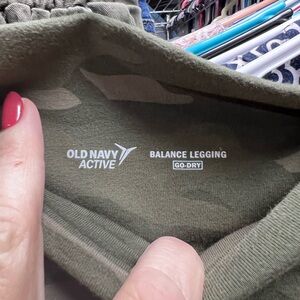 OLD NAVY
ACTIVE
BALANCE LEGGING
GO-DRY